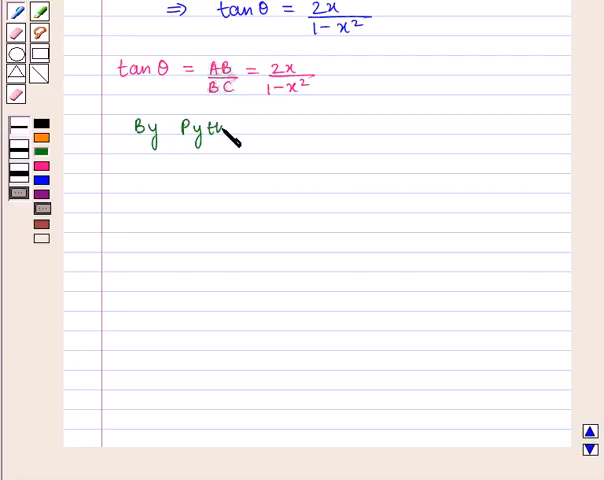 ⇒ tan θ = 2x / 1 - x²
tan θ = AB / BC = 2x / 1 - x²
By Pyth